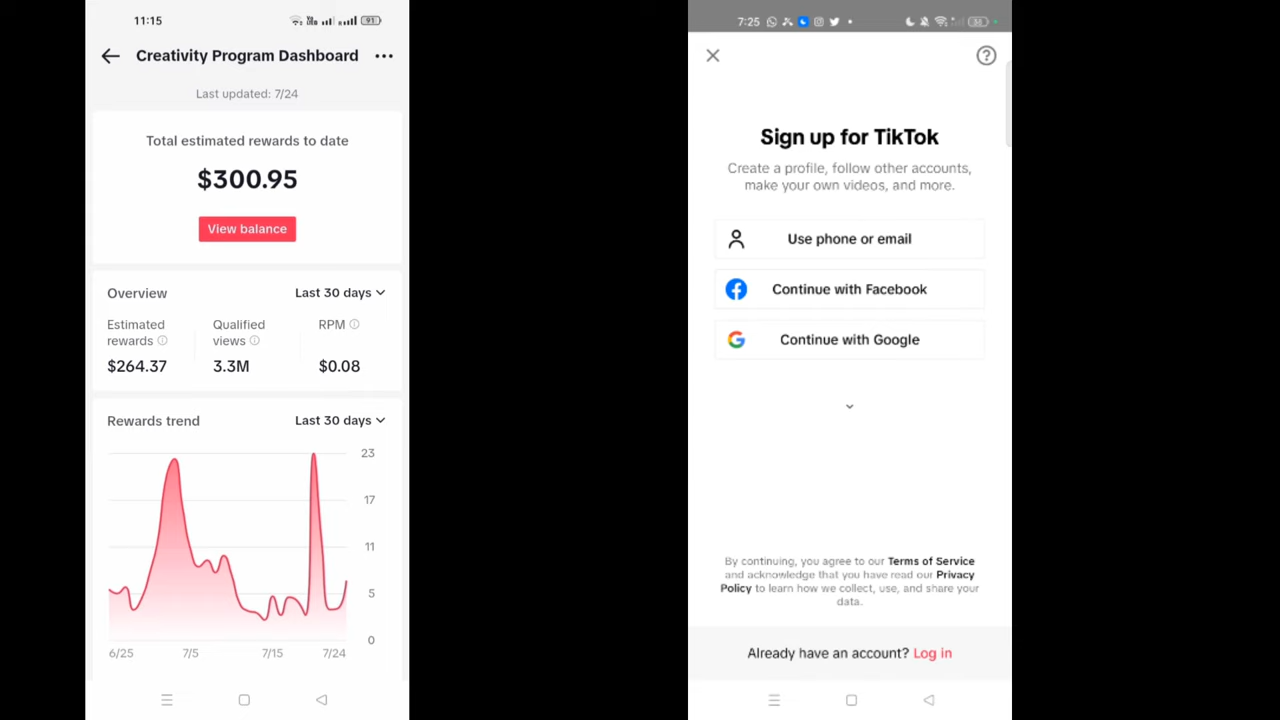 11:15
91
Creativity Program Dashboard
Last updated: 7/24
Total estimated rewards to date
$300.95
View balance
Overview
Last 30 days
Estimated rewards
Qualified views
RPM
$264.37
3.3M
$0.08
Rewards trend
Last 30 days
23
17
11
5
0
6/25
7/5
7/15
7/24
7:25
Sign up for TikTok
Create a profile, follow other accounts,
make your own videos, and more.
Use phone or email
Continue with Facebook
Continue with Google
By continuing, you agree to our Terms of Service
and acknowledge that you have read our Privacy
Policy to learn how we collect, use, and share your
data.
Already have an account? Log in